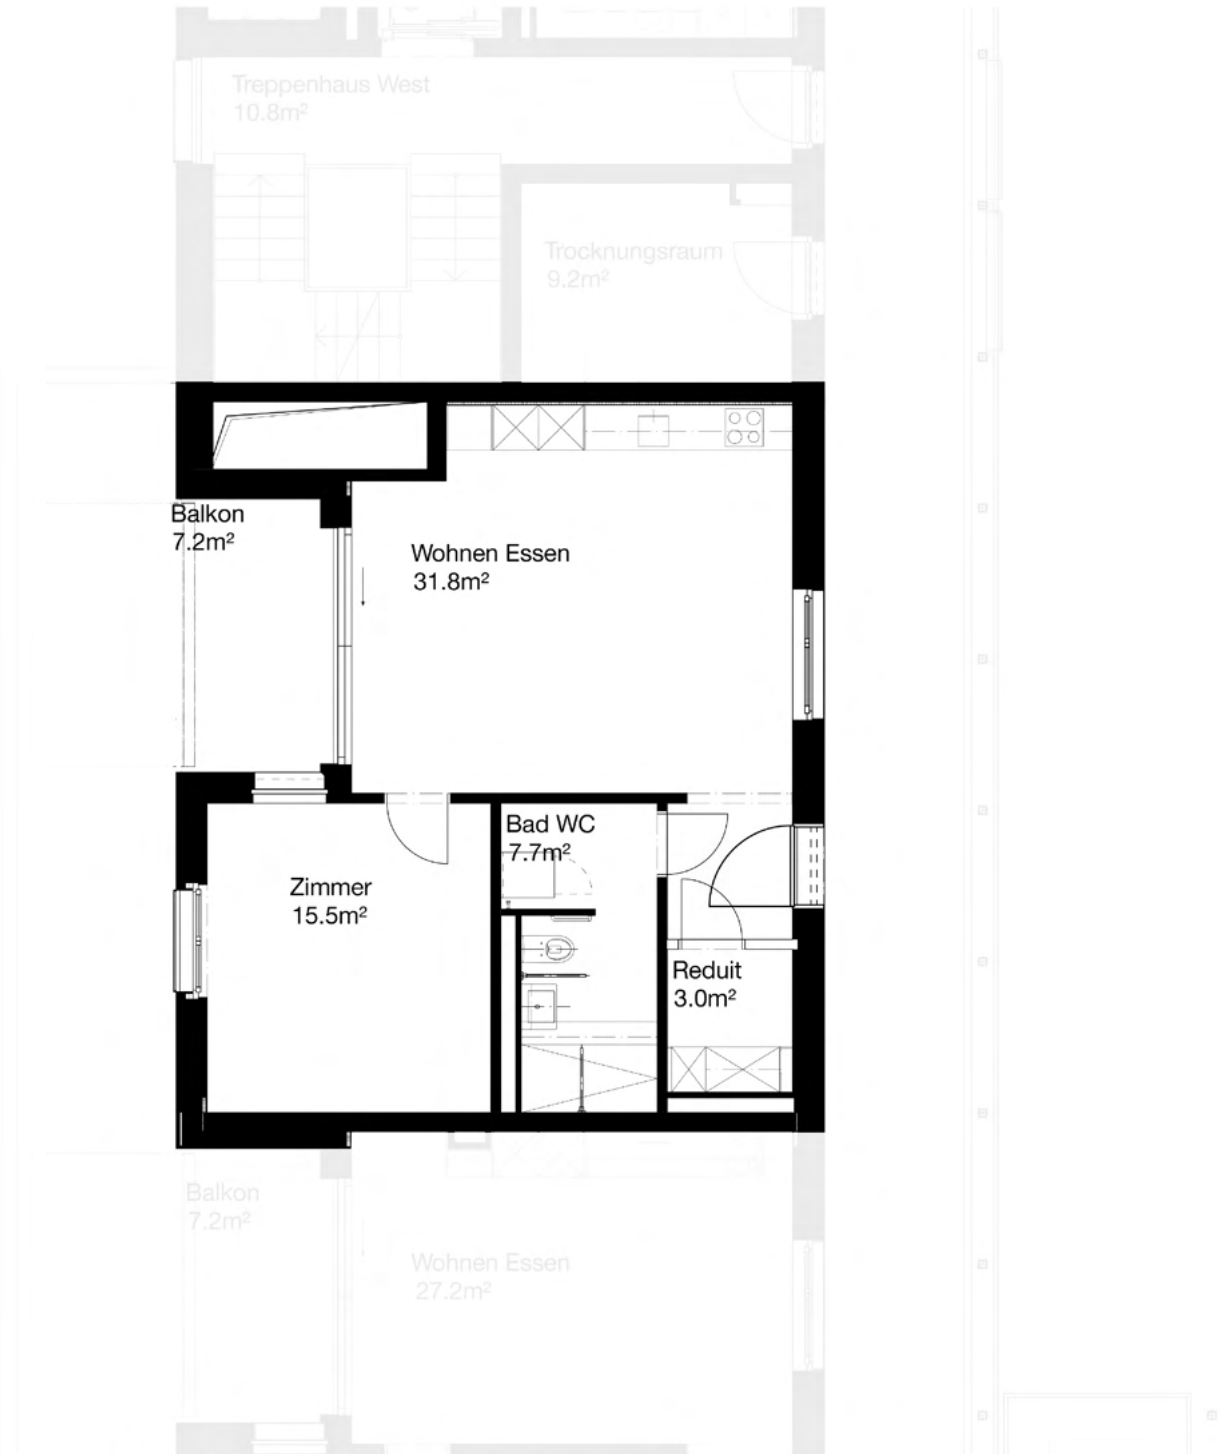 Treppenhaus West
10.8m²
Trocknungsraum
9.2m²
Balkon
7.2m²
Wohnen Essen
31.8m²
Bad WC
7.7m²
Zimmer
15.5m²
Reduit
3.0m²
Balkon
7.2m²
Wohnen Essen
27.2m²